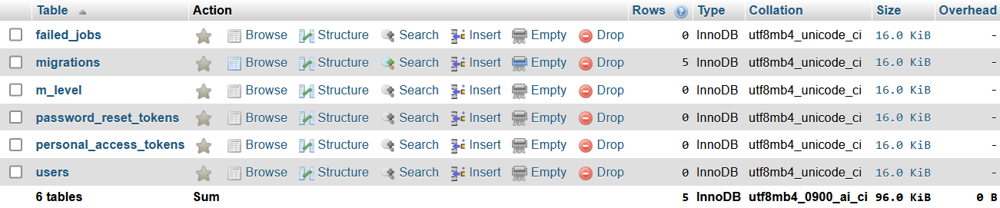 Table Action Rows Type Collation Size Overhead
failed_jobs Browse Structure Search Insert Empty Drop 0 InnoDB utf8mb4_unicode_ci 16.0 KiB -
migrations Browse Structure Search Insert Empty Drop 5 InnoDB utf8mb4_unicode_ci 16.0 KiB -
m_level Browse Structure Search Insert Empty Drop 0 InnoDB utf8mb4_unicode_ci 16.0 KiB -
password_reset_tokens Browse Structure Search Insert Empty Drop 0 InnoDB utf8mb4_unicode_ci 16.0 KiB -
personal_access_tokens Browse Structure Search Insert Empty Drop 0 InnoDB utf8mb4_unicode_ci 16.0 KiB -
users Browse Structure Search Insert Empty Drop 0 InnoDB utf8mb4_unicode_ci 16.0 KiB -
6 tables Sum 5 InnoDB utf8mb4_0900_ai_ci 96.0 KiB 0 B